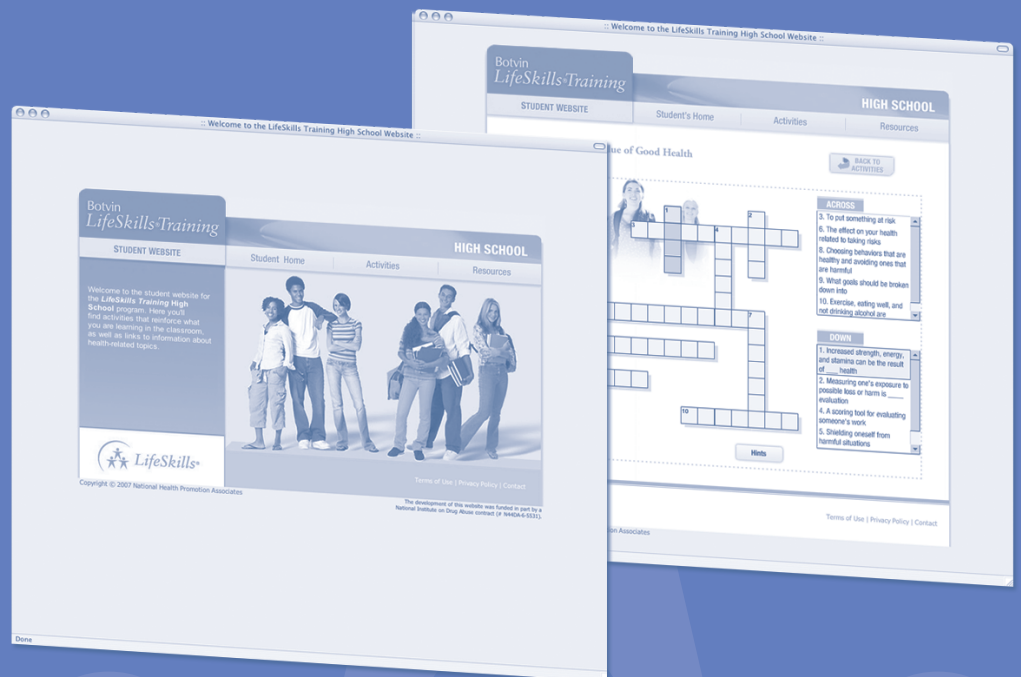 :: Welcome to the LifeSkills Training High School Website ::
Botvin
LifeSkills®Training
HIGH SCHOOL
STUDENT WEBSITE
Student's Home
Activities
Resources
ue of Good Health
BACK TO
ACTIVITIES
ACROSS
3. To put something at risk
6. The effect on your health
related to taking risks
8. Choosing behaviors that are
healthy and avoiding ones that
are harmful
9. What goals should be broken
down into
10. Exercise, eating well, and
not drinking alcohol are
1
2
3
4
7
10
DOWN
1. Increased strength, energy,
and stamina can be the result
of ___ health
2. Measuring one's exposure to
possible loss or harm is ____
evaluation
4. A scoring tool for evaluating
someone's work
5. Shielding oneself from
harmful situations
Hints
Terms of Use | Privacy Policy | Contact
on Associates
:: Welcome to the LifeSkills Training High School Website ::
Botvin
LifeSkills®Training
HIGH SCHOOL
STUDENT WEBSITE
Student Home
Activities
Resources
Welcome to the student website for
the LifeSkills Training High
School program. Here you'll
find activities that reinforce what
you are learning in the classroom,
as well as links to information about
health-related topics.
LifeSkills®
Terms of Use | Privacy Policy | Contact
Copyright © 2007 National Health Promotion Associates
The development of this website was funded in part by a
National Institute on Drug Abuse contract (# N44DA-6-5531).
Done